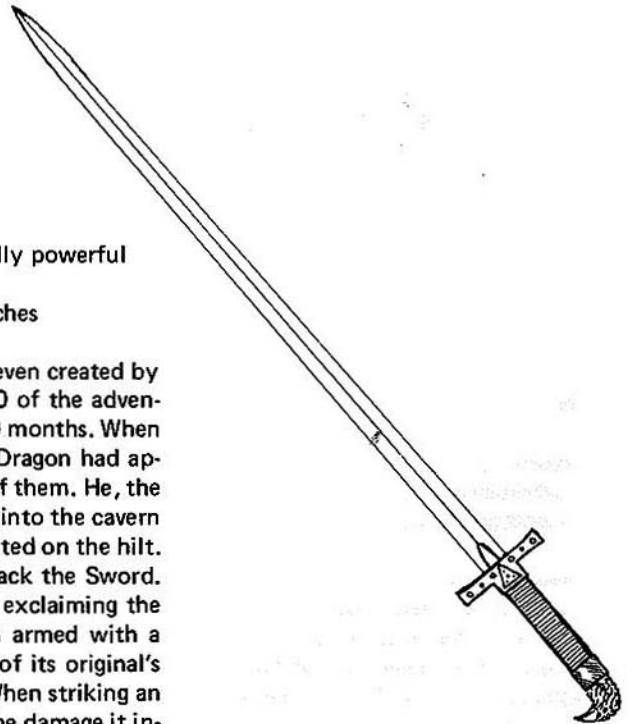 lly powerful
ches
even created by
0 of the adven-
months. When
Dragon had ap-
f them. He, the
into the cavern
ted on the hilt.
ack the Sword.
exclaiming the
armed with a
of its original's
When striking an
damage it in-